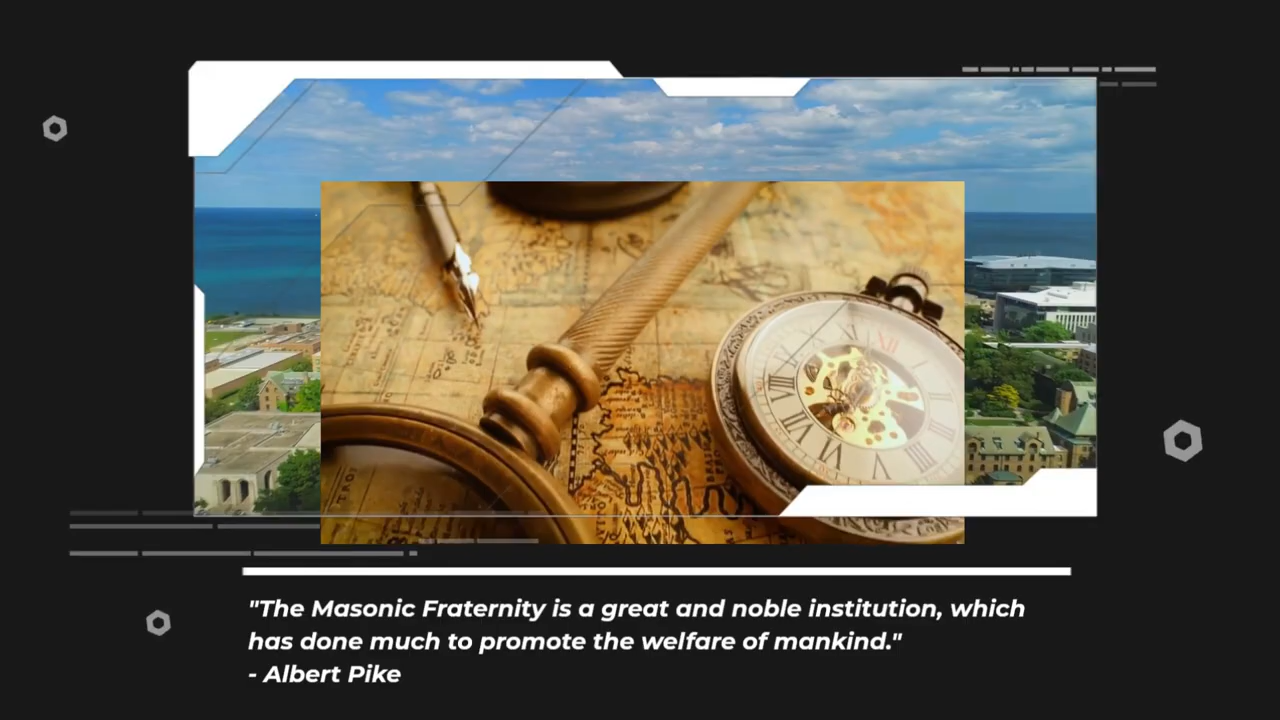 "The Masonic Fraternity is a great and noble institution, which
has done much to promote the welfare of mankind."
- Albert Pike